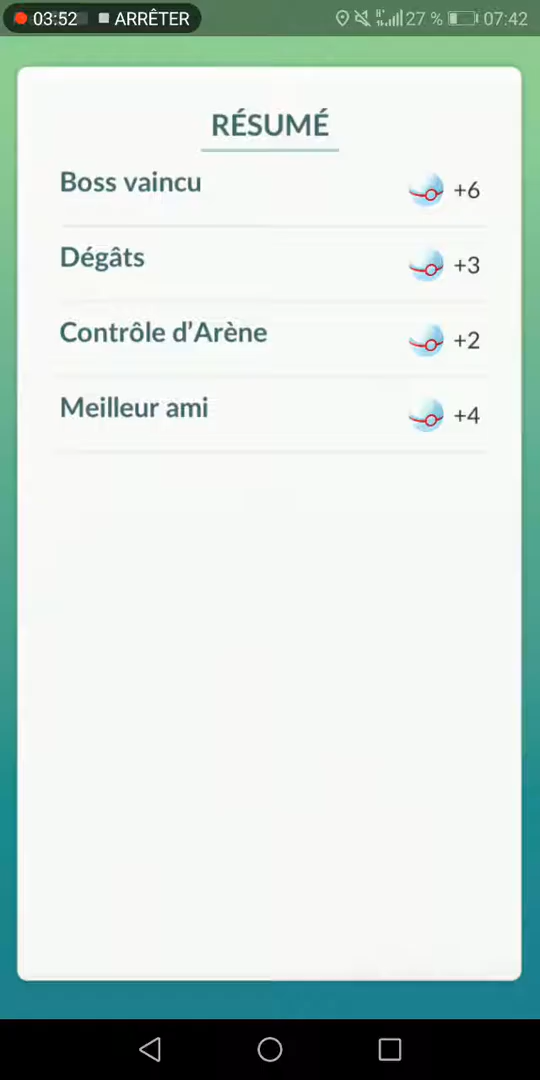 03:52 ARRÊTER 27 % 07:42
RÉSUMÉ
Boss vaincu +6
Dégâts +3
Contrôle d'Arène +2
Meilleur ami +4